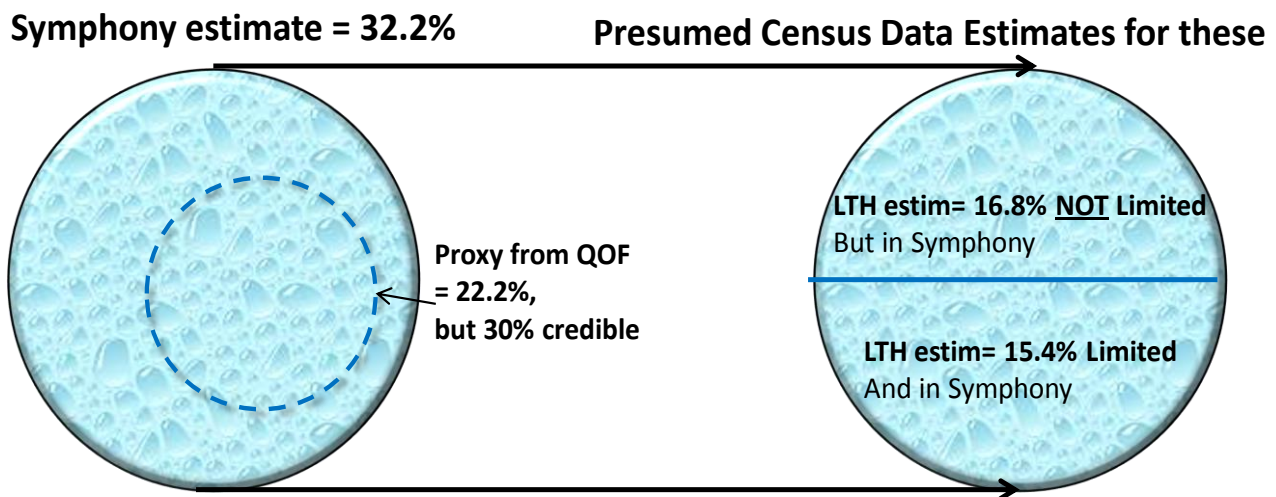 Symphony estimate = 32.2%
Presumed Census Data Estimates for these
Proxy from QOF
= 22.2%,
but 30% credible
LTH estim= 16.8% NOT Limited
But in Symphony
LTH estim= 15.4% Limited
And in Symphony